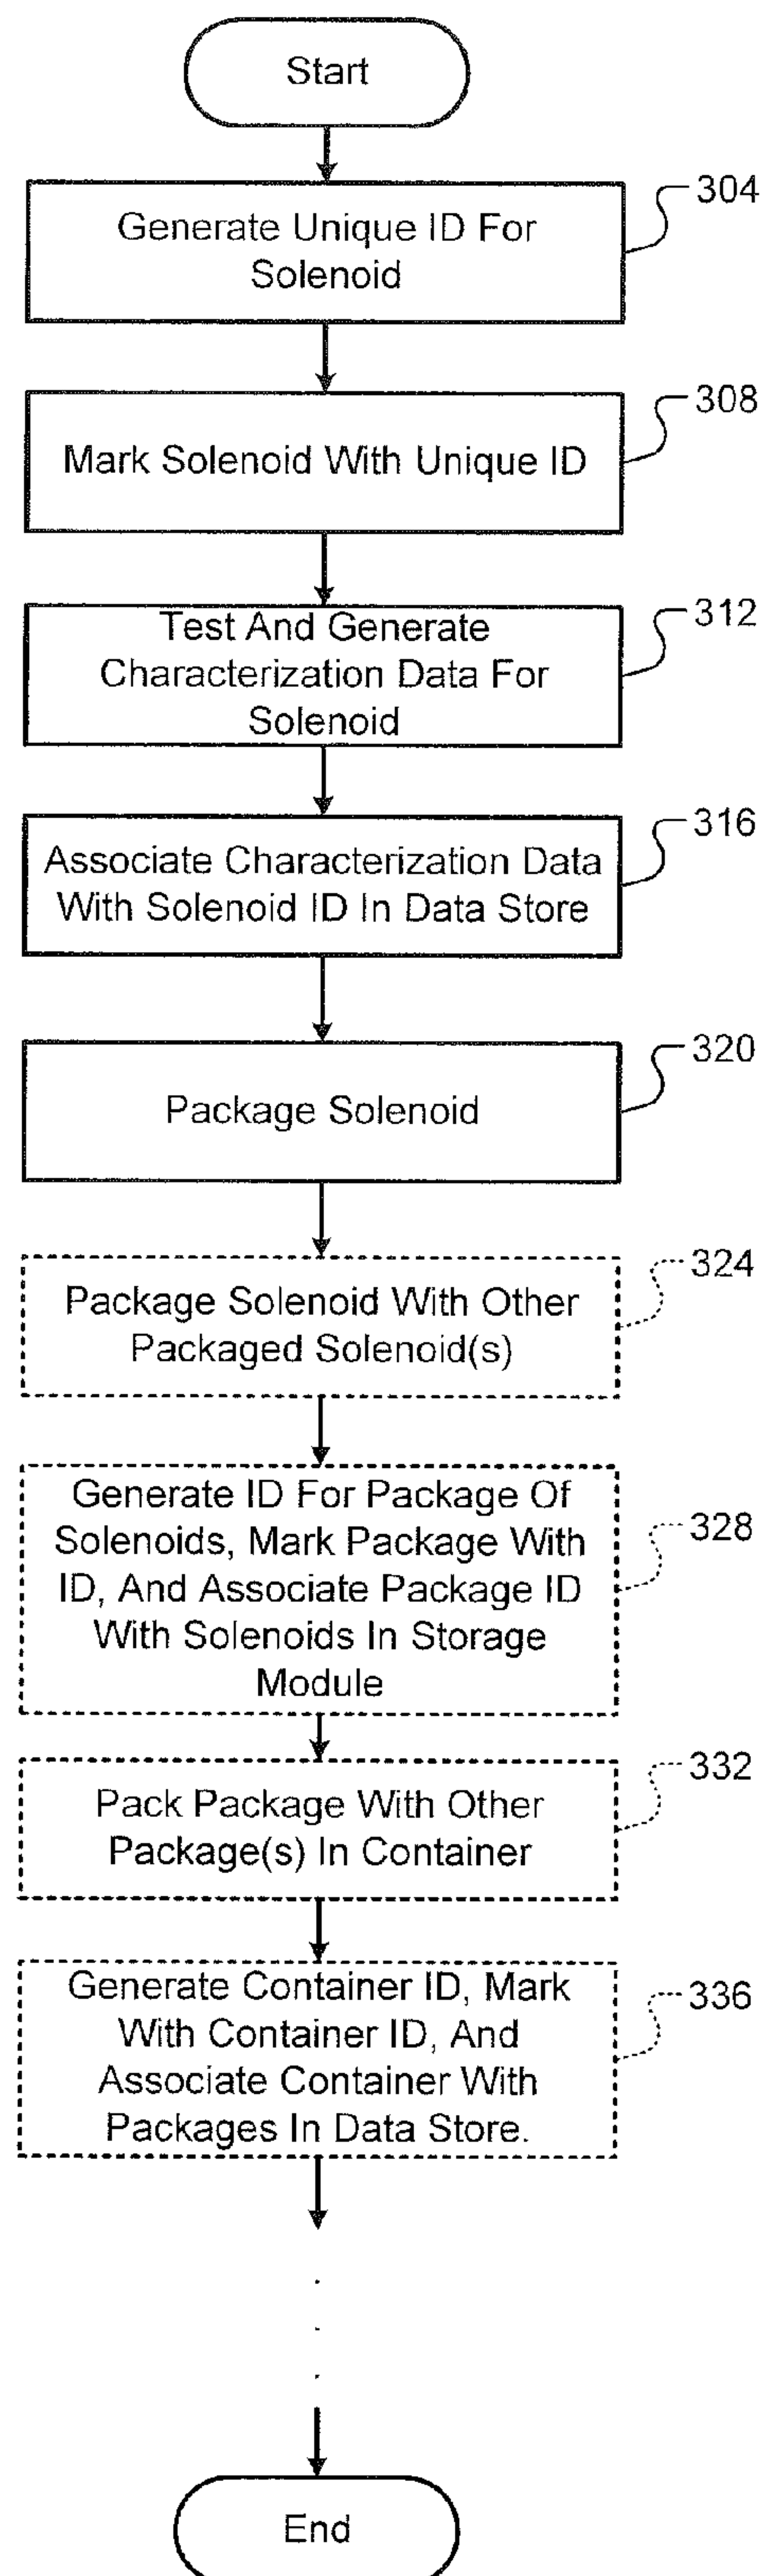 Start
304
Generate Unique ID For
Solenoid
308
Mark Solenoid With Unique ID
312
Test And Generate
Characterization Data For
Solenoid
316
Associate Characterization Data
With Solenoid ID In Data Store
320
Package Solenoid
324
Package Solenoid With Other
Packaged Solenoid(s)
328
Generate ID For Package Of
Solenoids, Mark Package With
ID, And Associate Package ID
With Solenoids In Storage
Module
332
Pack Package With Other
Package(s) In Container
336
Generate Container ID, Mark
With Container ID, And
Associate Container With
Packages In Data Store.
End